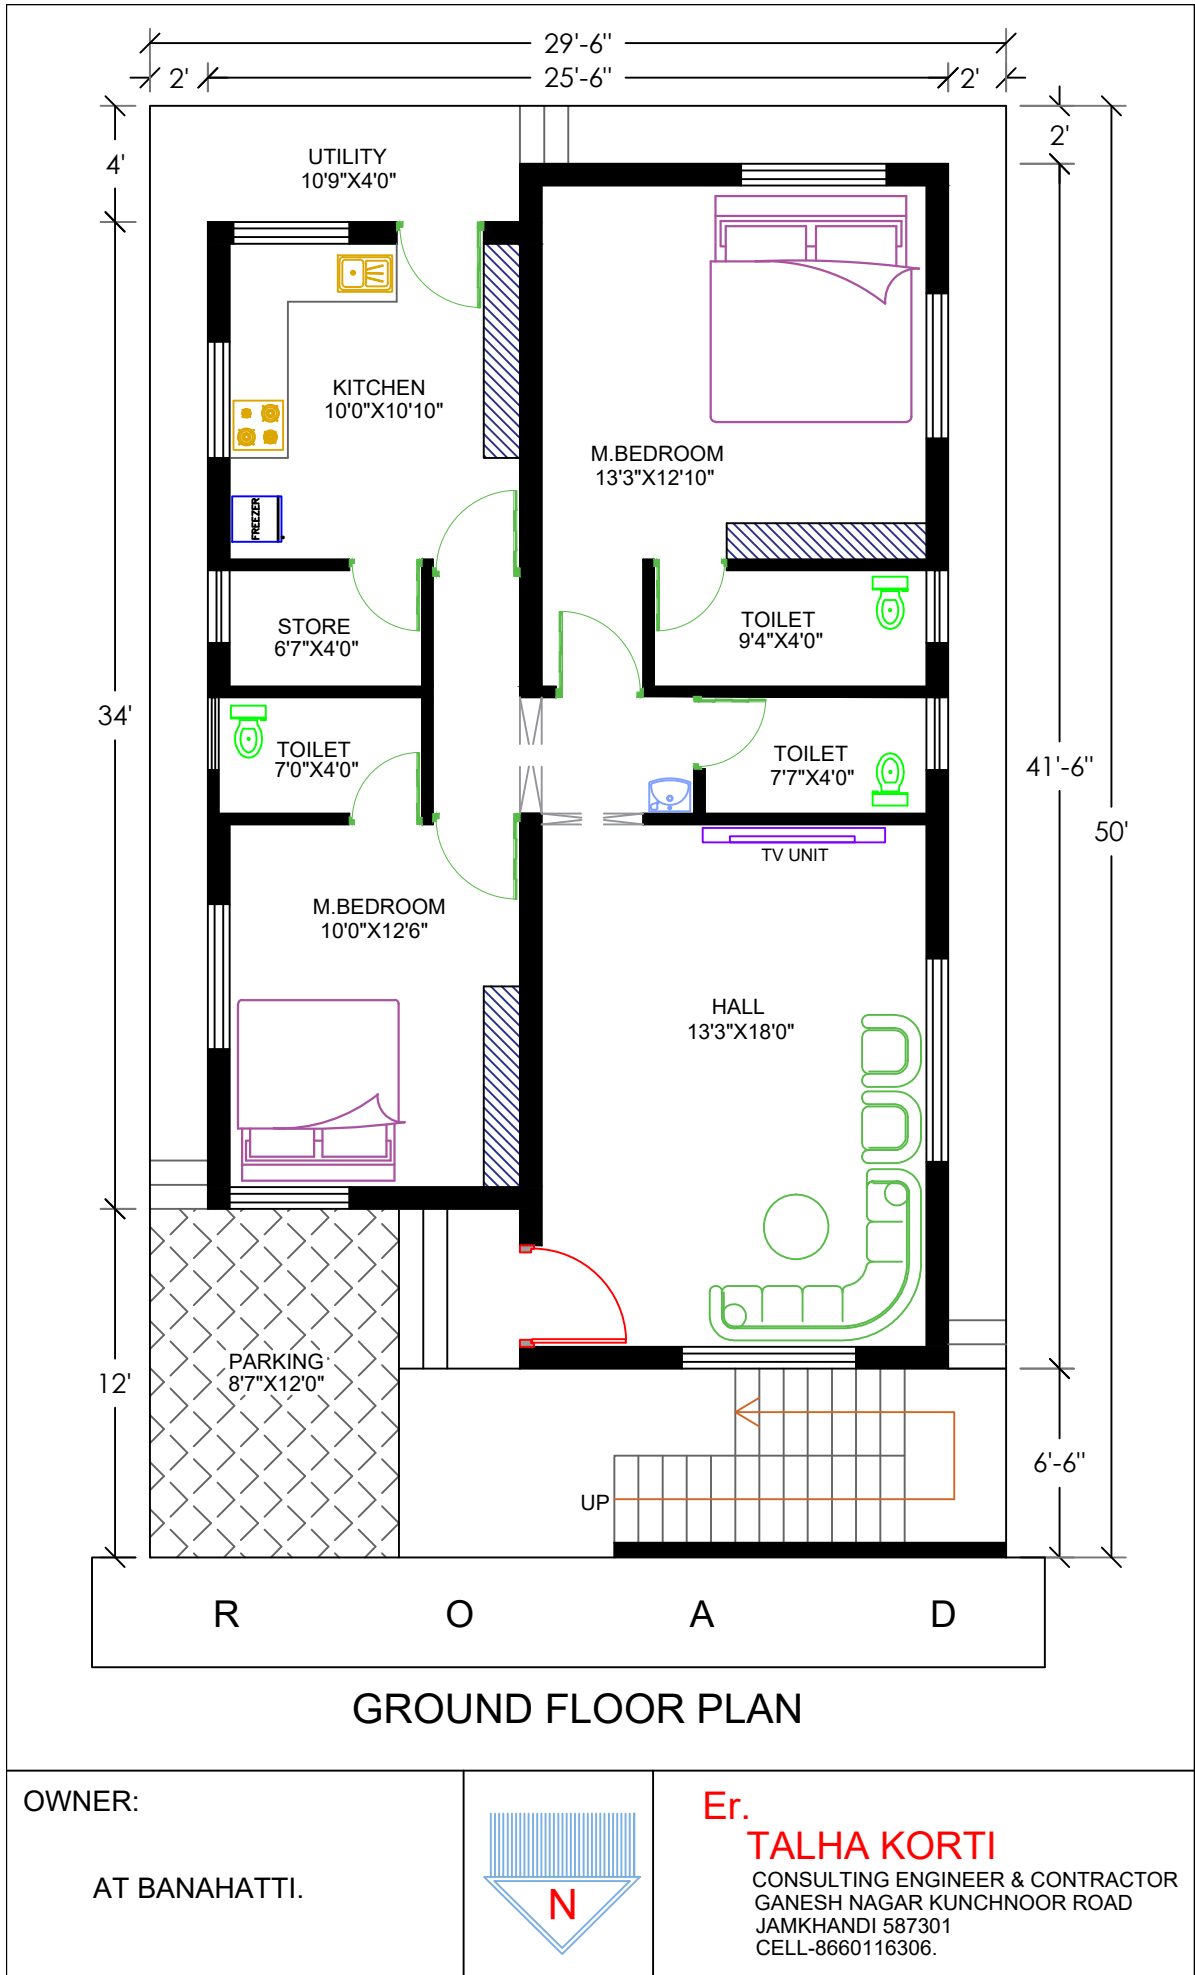 29'-6"
2'
25'-6"
2'
4'
2'
UTILITY
10'9"X4'0"
KITCHEN
10'0"X10'10"
M.BEDROOM
13'3"X12'10"
FREEZER
STORE
6'7"X4'0"
TOILET
9'4"X4'0"
34'
TOILET
7'0"X4'0"
TOILET
7'7"X4'0"
41'-6"
50'
TV UNIT
M.BEDROOM
10'0"X12'6"
HALL
13'3"X18'0"
PARKING
8'7"X12'0"
12'
6'-6"
UP
R O A D
GROUND FLOOR PLAN
OWNER:
AT BANAHATTI.
N
Er.
TALHA KORTI
CONSULTING ENGINEER & CONTRACTOR
GANESH NAGAR KUNCHNOOR ROAD
JAMKHANDI 587301
CELL-8660116306.